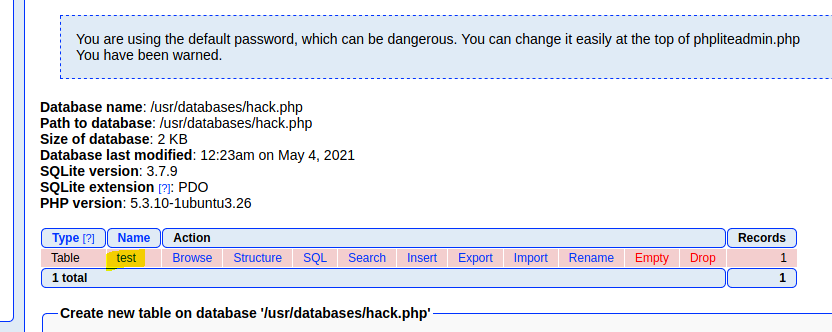 You are using the default password, which can be dangerous. You can change it easily at the top of phpliteadmin.php
You have been warned.
Database name: /usr/databases/hack.php
Path to database: /usr/databases/hack.php
Size of database: 2 KB
Database last modified: 12:23am on May 4, 2021
SQLite version: 3.7.9
SQLite extension [?]: PDO
PHP version: 5.3.10-1ubuntu3.26
Type [?] Name Action Records
Table test Browse Structure SQL Search Insert Export Import Rename Empty Drop 1
1 total 1
Create new table on database '/usr/databases/hack.php'